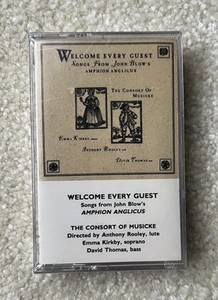 WELCOME EVERY GUEST
SONGS FROM JOHN BLOW'S
AMPHION ANGLICUS
THE CONSORT OF
MUSICKE
EMMA KIRKBY
ANTHONY ROOLEY
DAVID THOMAS
WELCOME EVERY GUEST
Songs from John Blow's
AMPHION ANGLICUS
THE CONSORT OF MUSICKE
Directed by Anthony Rooley, lute
Emma Kirkby, soprano
David Thomas, bass